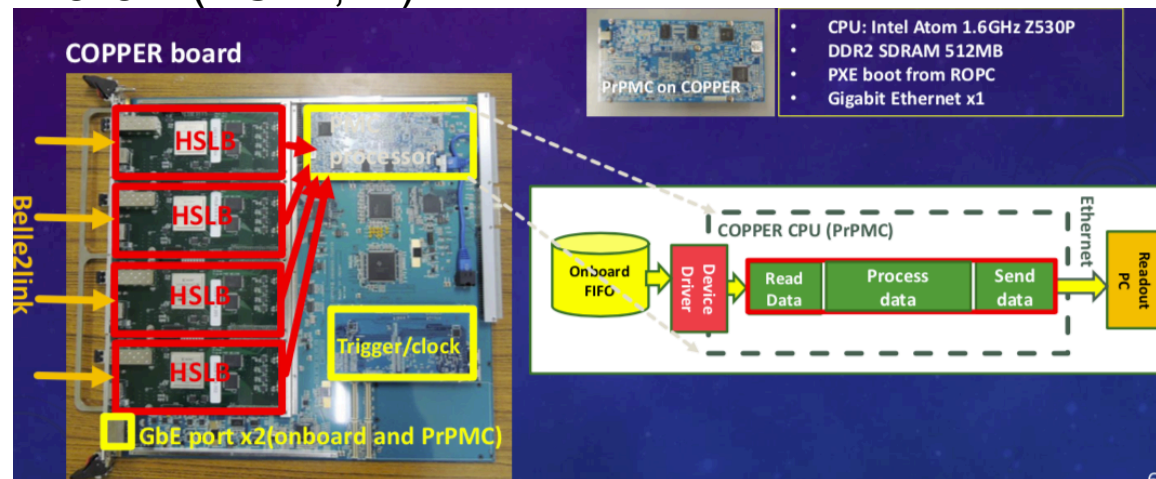 COPPER board
HSLB
HSLB
HSLB
HSLB
processor
Trigger/clock
Belle2link
GbE port x2(onboard and PrPMC)
PrPMC on COPPER
• CPU: Intel Atom 1.6GHz Z530P
• DDR2 SDRAM 512MB
• PXE boot from ROPC
• Gigabit Ethernet x1
COPPER CPU (PrPMC)
Onboard
FIFO
Device
Driver
Read
Data
Process
data
Send
data
Ethernet
Readout
PC